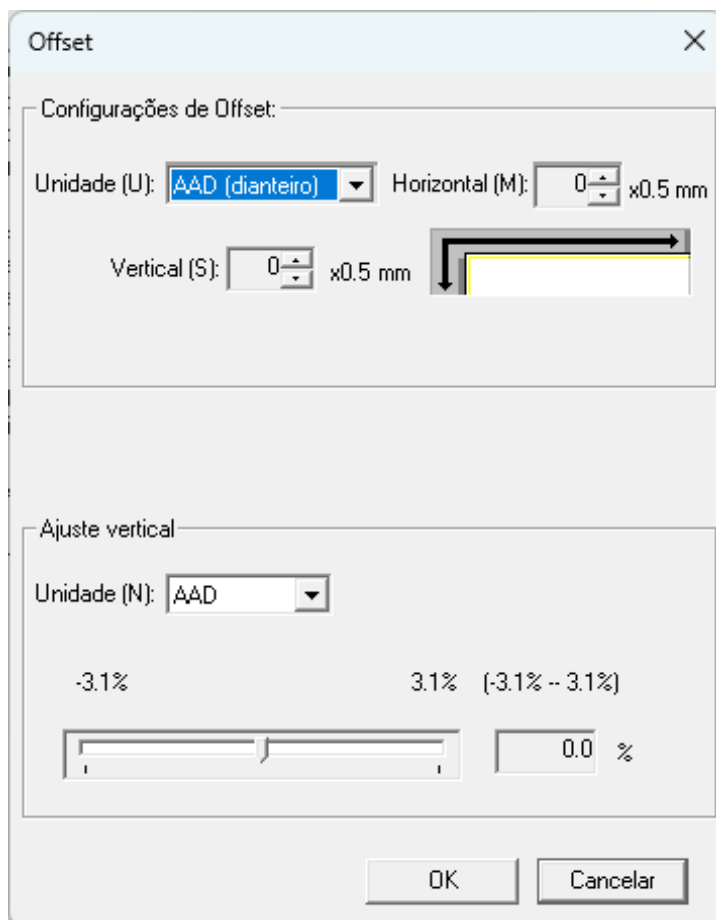 Offset
Configurações de Offset:
Unidade (U): AAD (dianteiro) Horizontal (M): 0 x0.5 mm
Vertical (S): 0 x0.5 mm
Ajuste vertical
Unidade (N): AAD
-3.1% 3.1% (-3.1% -- 3.1%)
0.0 %
OK Cancelar